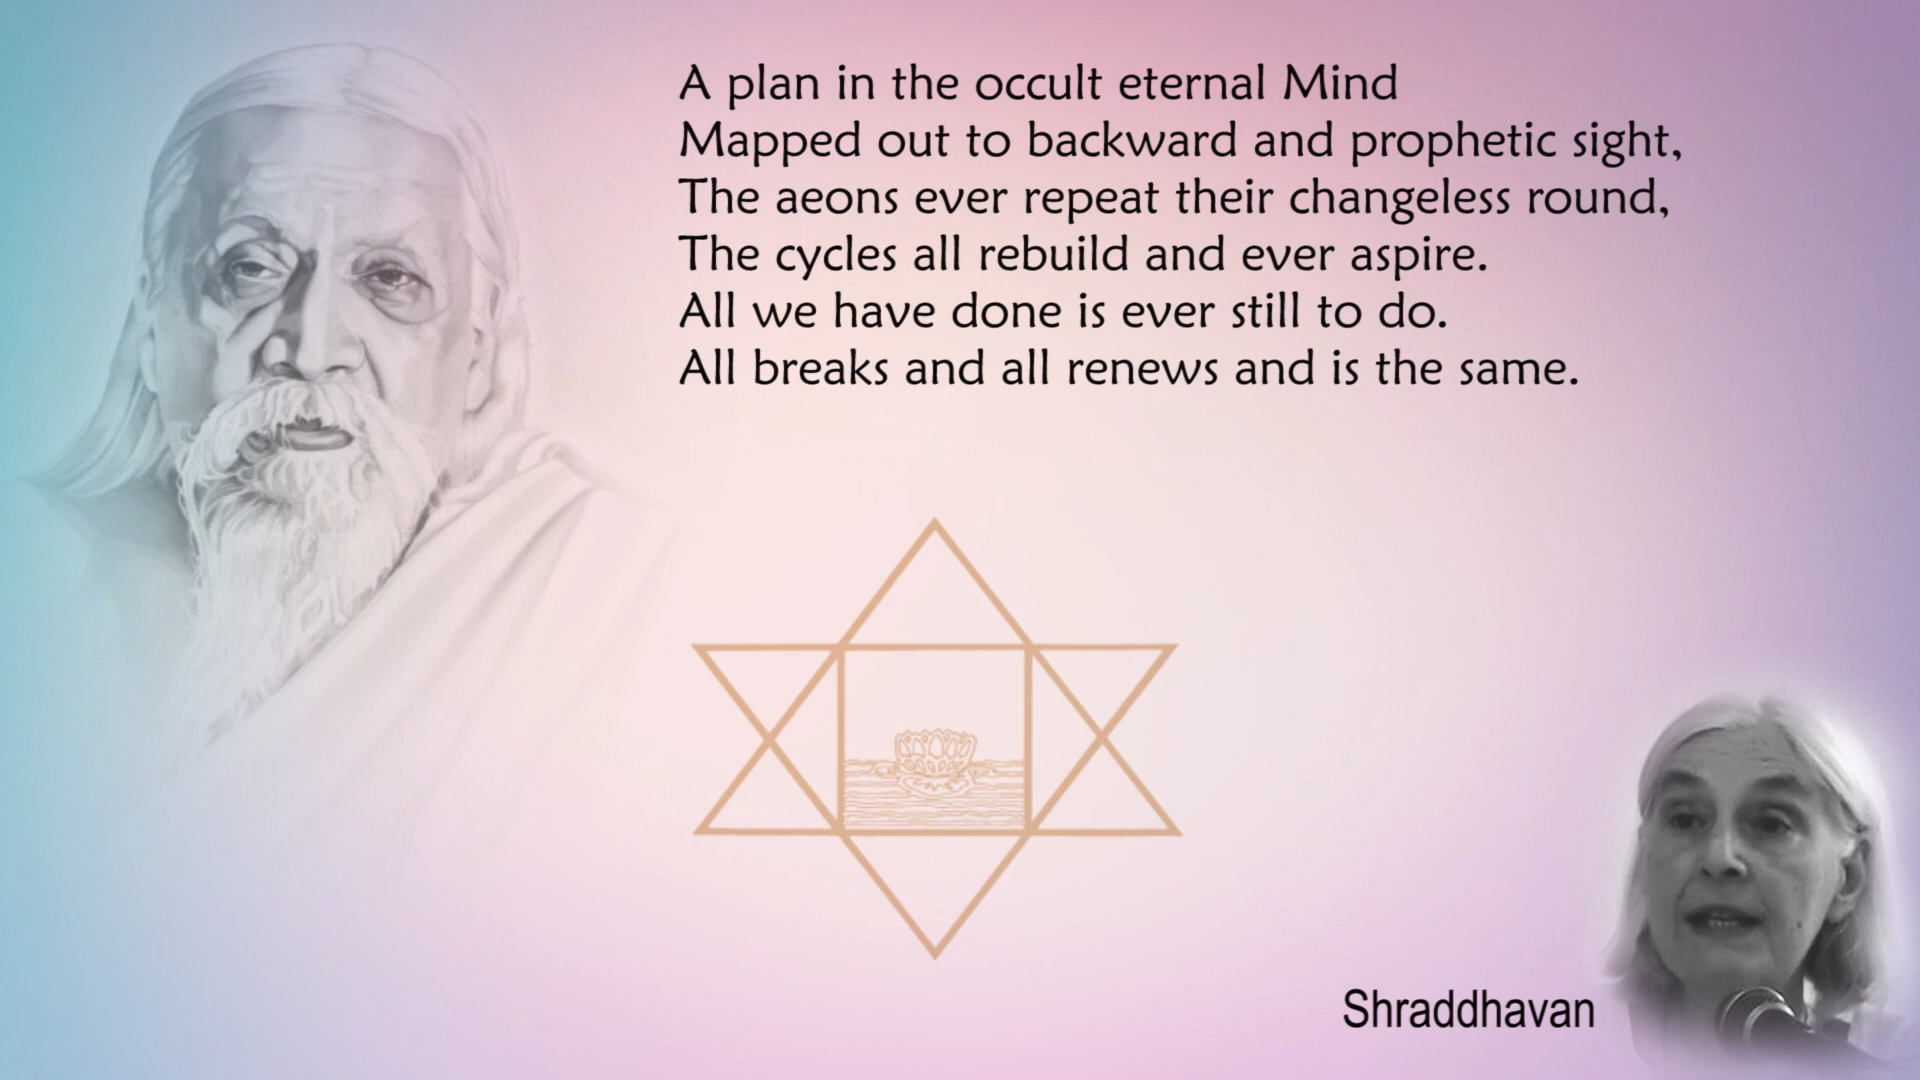 A plan in the occult eternal Mind
Mapped out to backward and prophetic sight,
The aeons ever repeat their changeless round,
The cycles all rebuild and ever aspire.
All we have done is ever still to do.
All breaks and all renews and is the same.
Shraddhavan